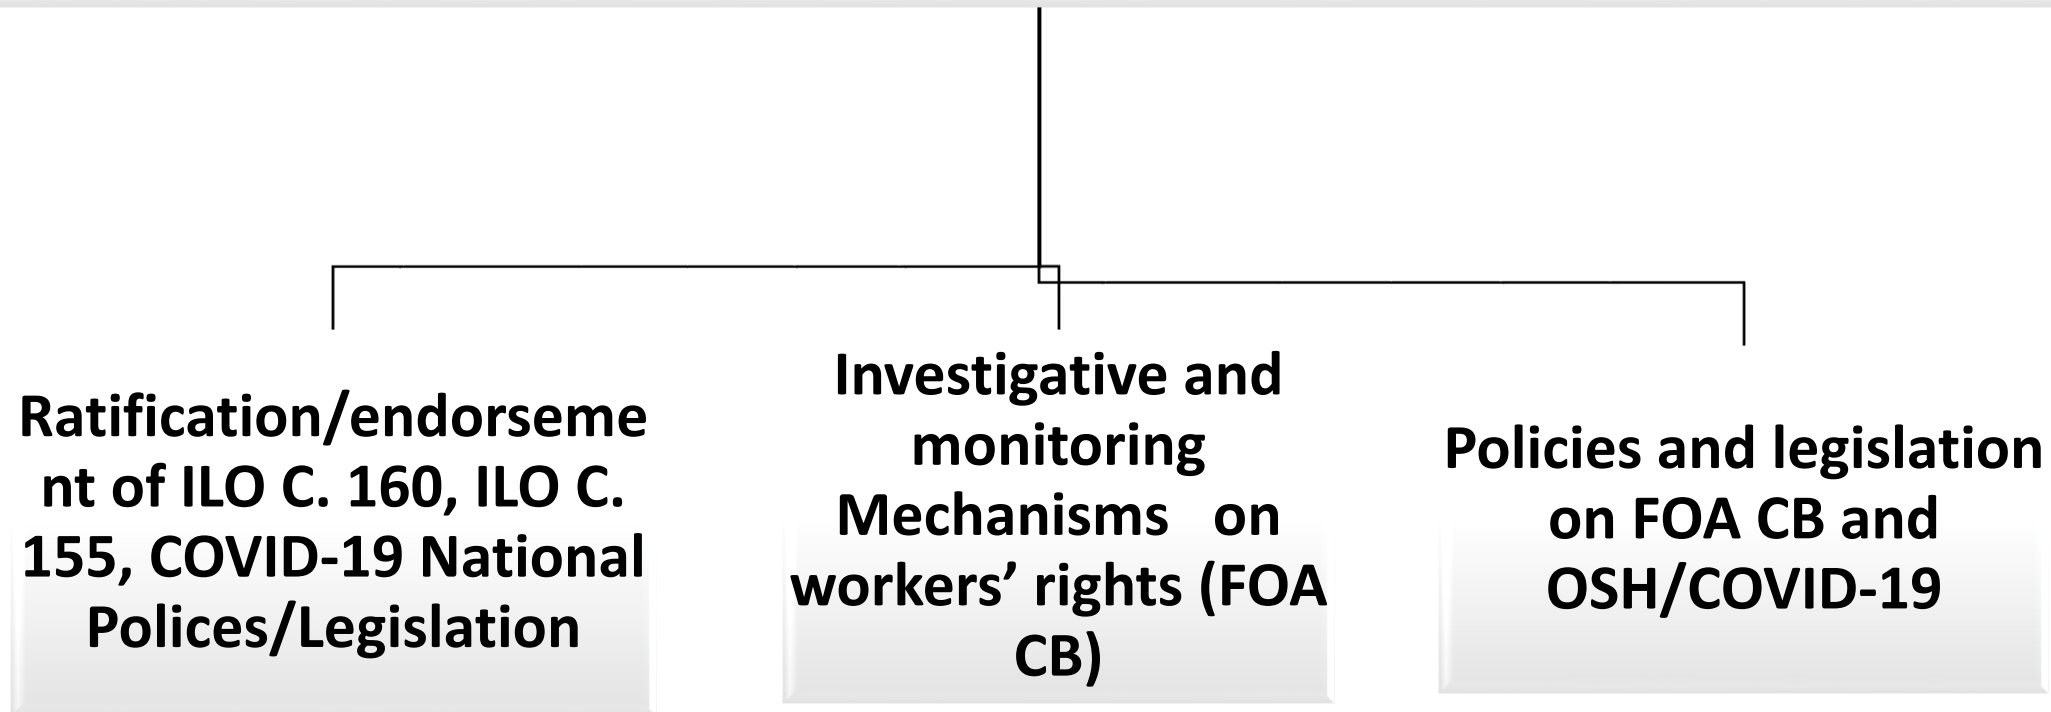 Ratification/endorseme
nt of ILO C. 160, ILO C.
155, COVID-19 National
Polices/Legislation
Investigative and
monitoring
Mechanisms on
workers’ rights (FOA
CB)
Policies and legislation
on FOA CB and
OSH/COVID-19